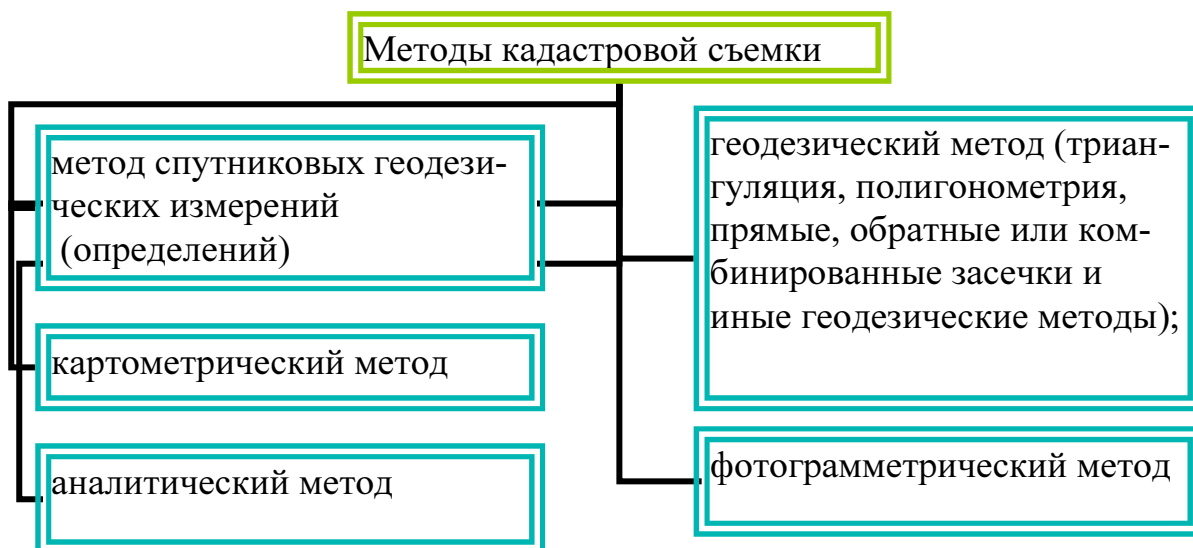 Методы кадастровой съемки
метод спутниковых геодези-
ческих измерений
(определений)
картометрический метод
аналитический метод
геодезический метод (триан-
гуляция, полигонометрия,
прямые, обратные или ком-
бинированные засечки и
иные геодезические методы);
фотограмметрический метод